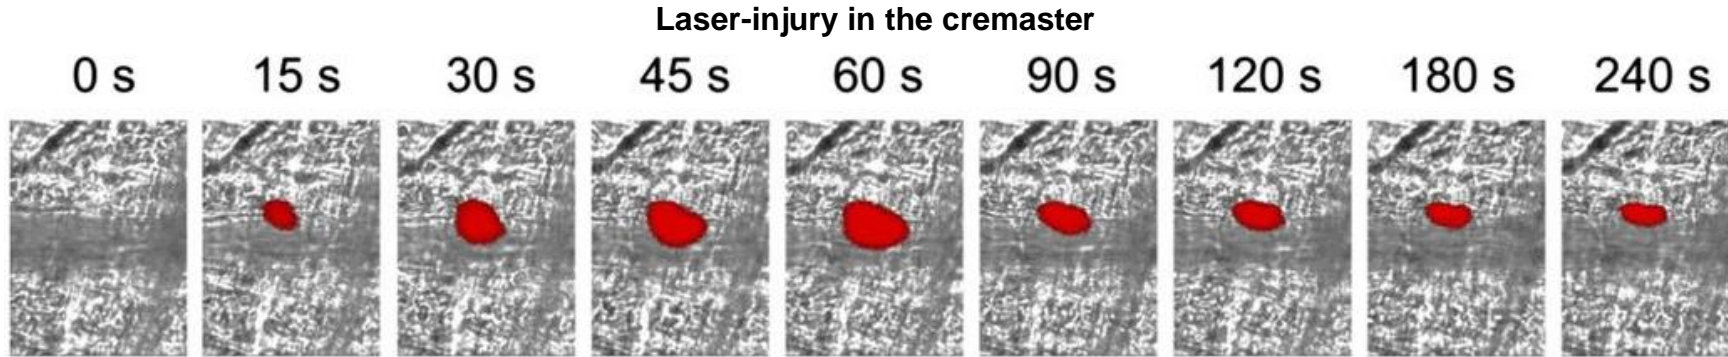 Laser-injury in the cremaster
0 s 15 s 30 s 45 s 60 s 90 s 120 s 180 s 240 s